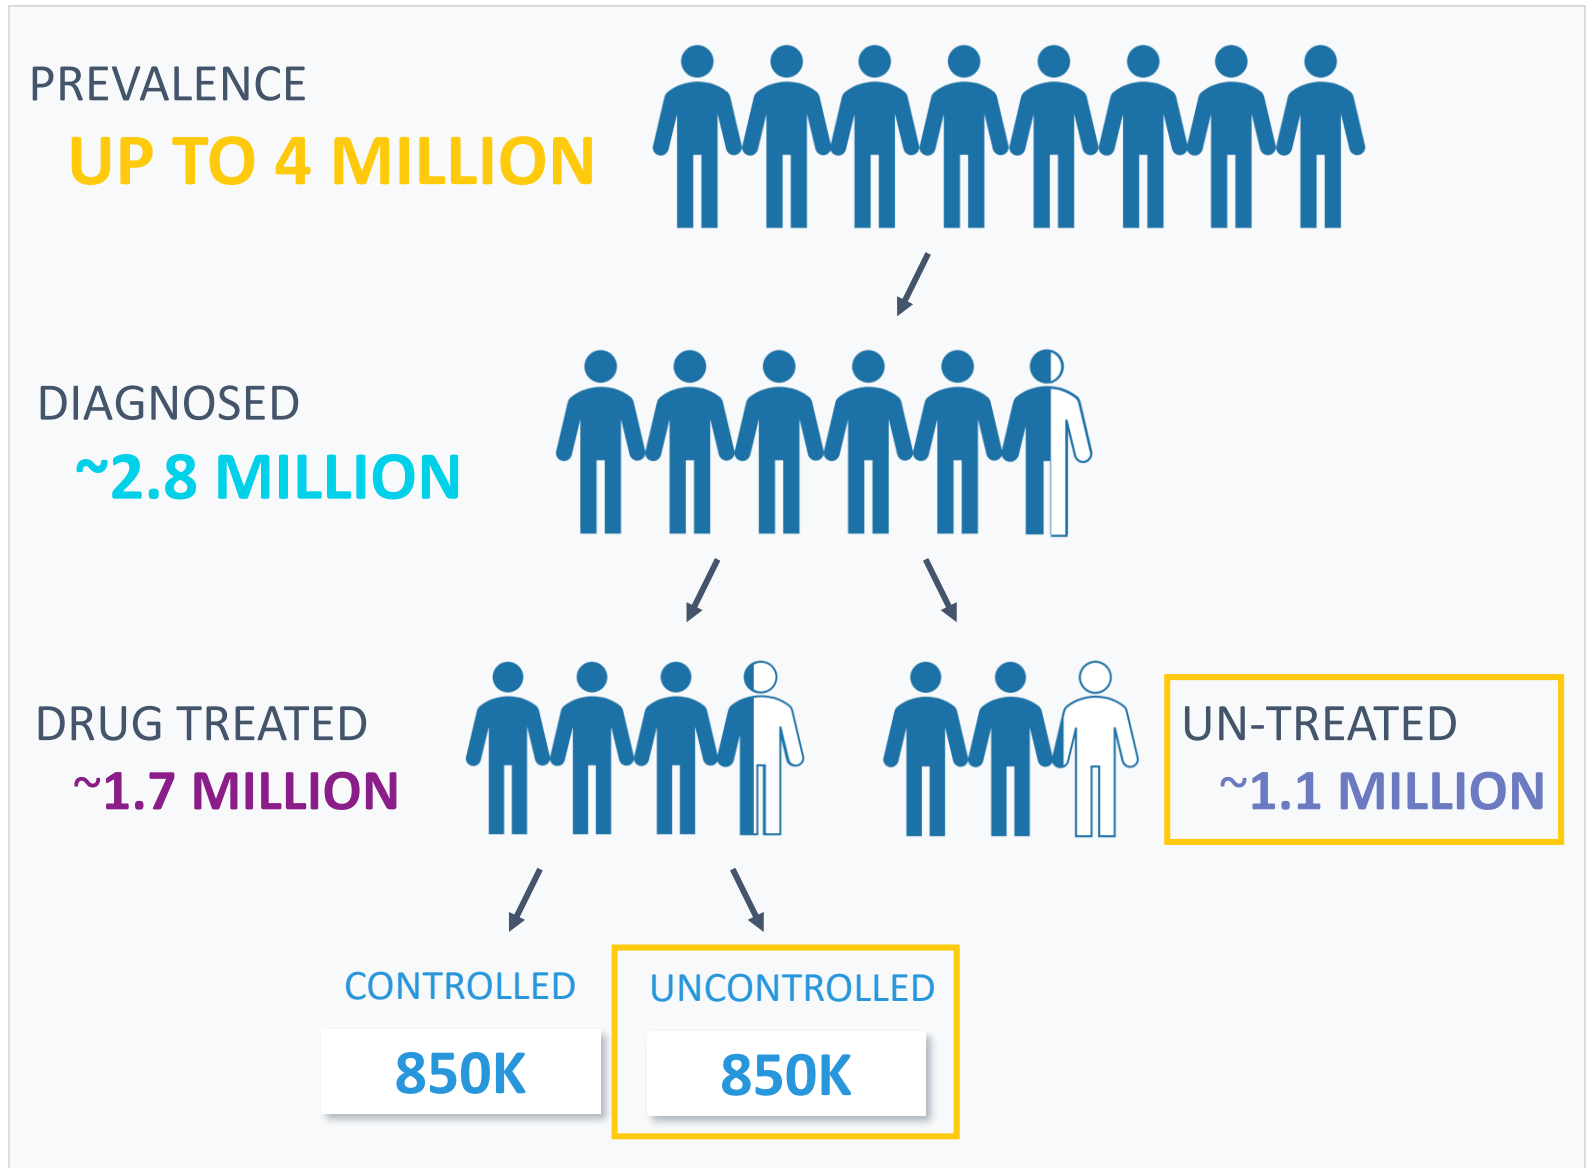 PREVALENCE
UP TO 4 MILLION
DIAGNOSED
~2.8 MILLION
DRUG TREATED
~1.7 MILLION
UN-TREATED
~1.1 MILLION
CONTROLLED
850K
UNCONTROLLED
850K